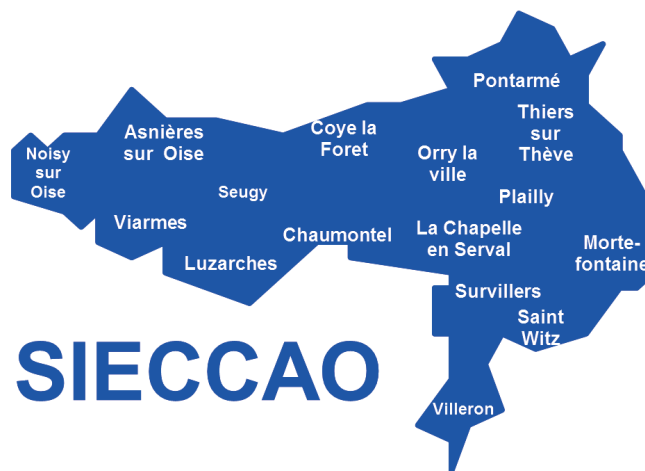 Pontarmé
Thiers
sur
Thève
Asnières
sur Oise
Coye la
Foret
Noisy
sur
Oise
Orry la
ville
Seugy
Plailly
Viarmes
Chaumontel
La Chapelle
en Serval
Morte-
fontaine
Luzarches
Survillers
Saint
Witz
SIECCAO
Villeron